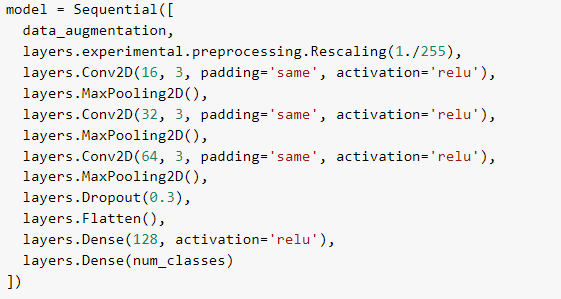 model = Sequential([
  data_augmentation,
  layers.experimental.preprocessing.Rescaling(1./255),
  layers.Conv2D(16, 3, padding='same', activation='relu'),
  layers.MaxPooling2D(),
  layers.Conv2D(32, 3, padding='same', activation='relu'),
  layers.MaxPooling2D(),
  layers.Conv2D(64, 3, padding='same', activation='relu'),
  layers.MaxPooling2D(),
  layers.Dropout(0.3),
  layers.Flatten(),
  layers.Dense(128, activation='relu'),
  layers.Dense(num_classes)
])